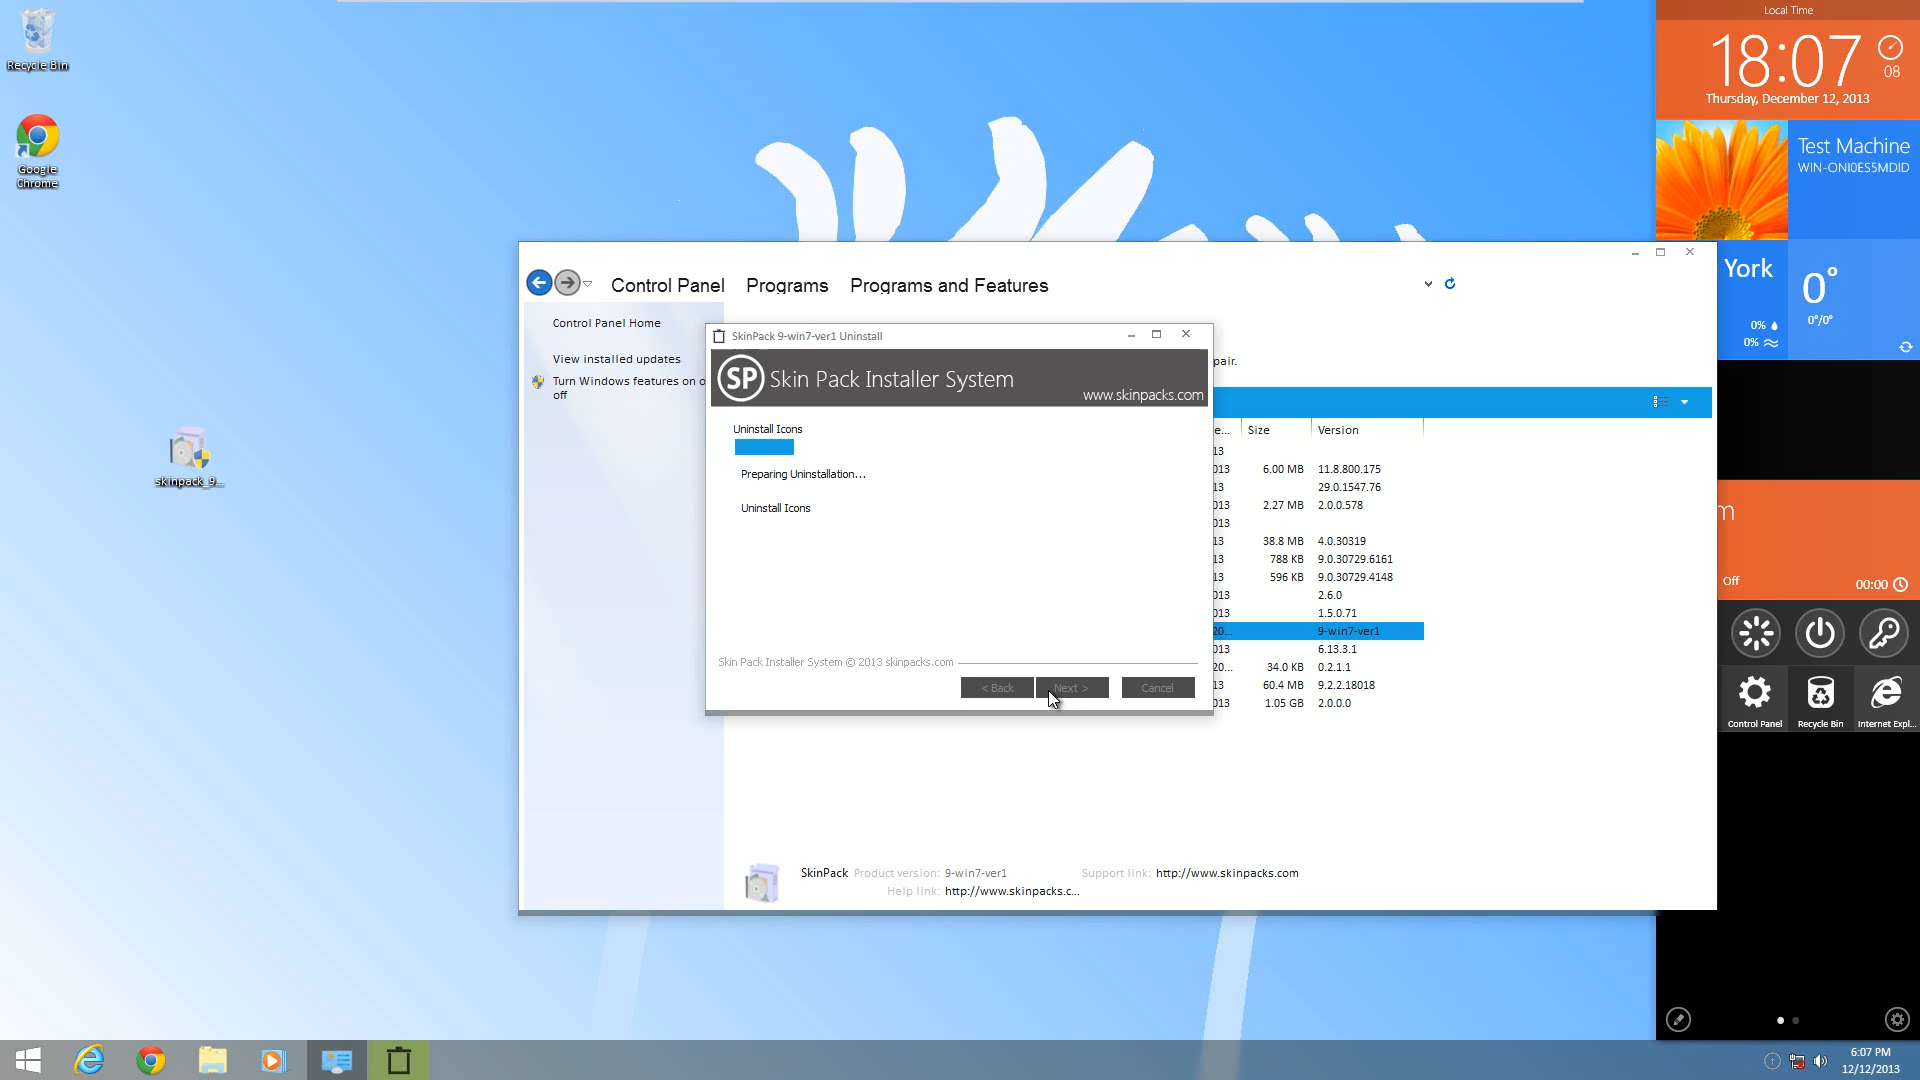 Recycle Bin
Google
Chrome
skinpack_9...
Control Panel Programs Programs and Features
Control Panel Home
View installed updates
Turn Windows features on o
off
pair.
SkinPack 9-win7-ver1 Uninstall
SP Skin Pack Installer System
www.skinpacks.com
Uninstall Icons
Preparing Uninstallation...
Uninstall Icons
Skin Pack Installer System © 2013 skinpacks.com
< Back Next > Cancel
e... Size Version
13
013 6.00 MB 11.8.800.175
13 29.0.1547.76
013 2.27 MB 2.0.0.578
013
13 38.8 MB 4.0.30319
13 788 KB 9.0.30729.6161
13 596 KB 9.0.30729.4148
013 2.6.0
013 1.5.0.71
20... 9-win7-ver1
013 6.13.3.1
20... 34.0 KB 0.2.1.1
13 60.4 MB 9.2.2.18018
013 1.05 GB 2.0.0.0
SkinPack Product version: 9-win7-ver1 Support link: http://www.skinpacks.com
Help link: http://www.skinpacks.c...
Local Time
18:07
08
Thursday, December 12, 2013
Test Machine
WIN-ONI0ES5MDID
York
0°
0°/0°
0%
0%
m
Off 00:00
Control Panel Recycle Bin Internet Expl...
6:07 PM
12/12/2013